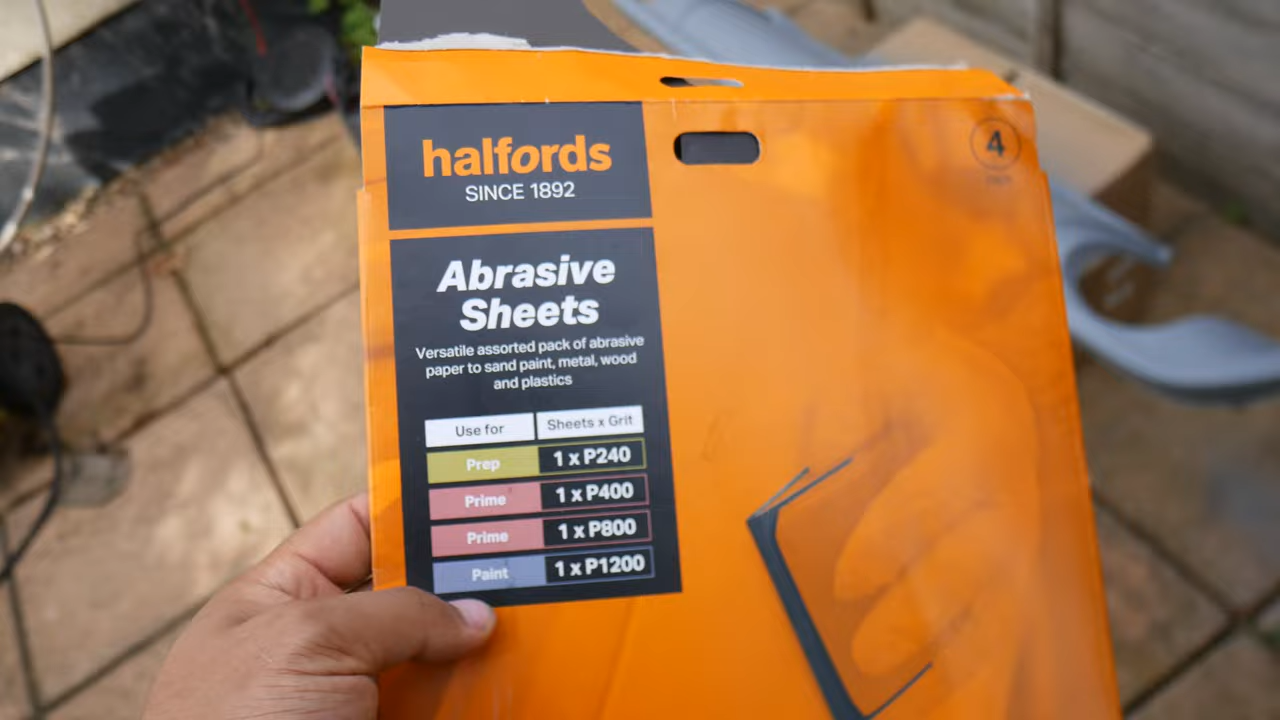 halfords
SINCE 1892
4
Abrasive
Sheets
Versatile assorted pack of abrasive
paper to sand paint, metal, wood
and plastics
Use for Sheets x Grit
Prep 1 x P240
Prime 1 x P400
Prime 1 x P800
Paint 1 x P1200